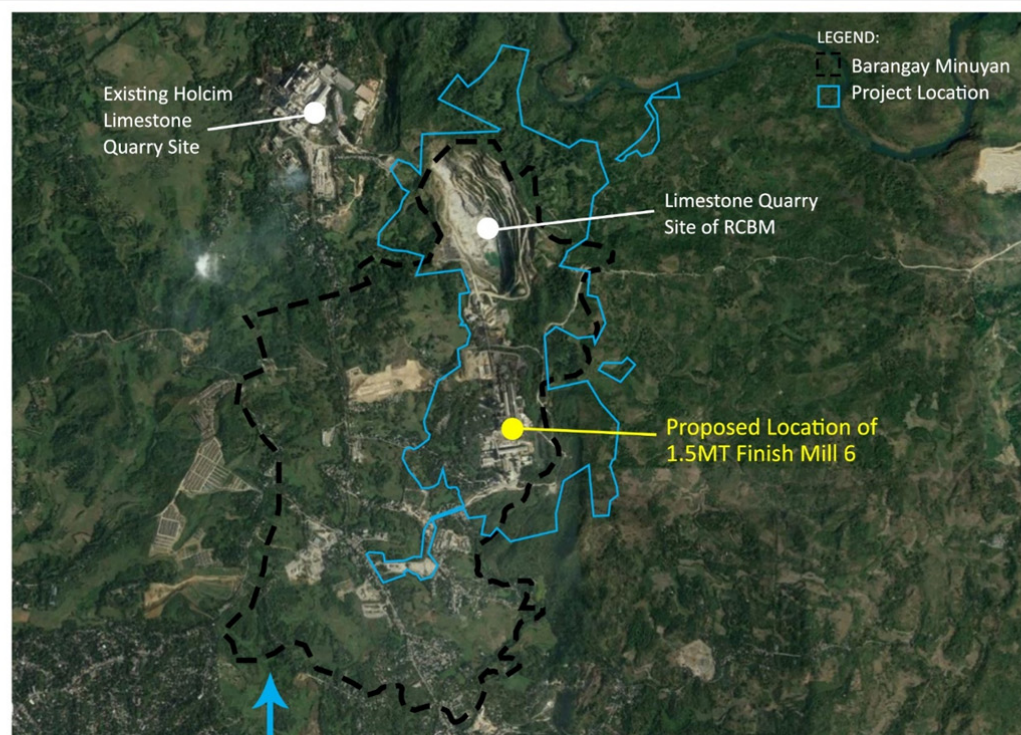 LEGEND:
Barangay Minuyan
Project Location
Existing Holcim
Limestone
Quarry Site
Limestone Quarry
Site of RCBM
Proposed Location of
1.5MT Finish Mill 6